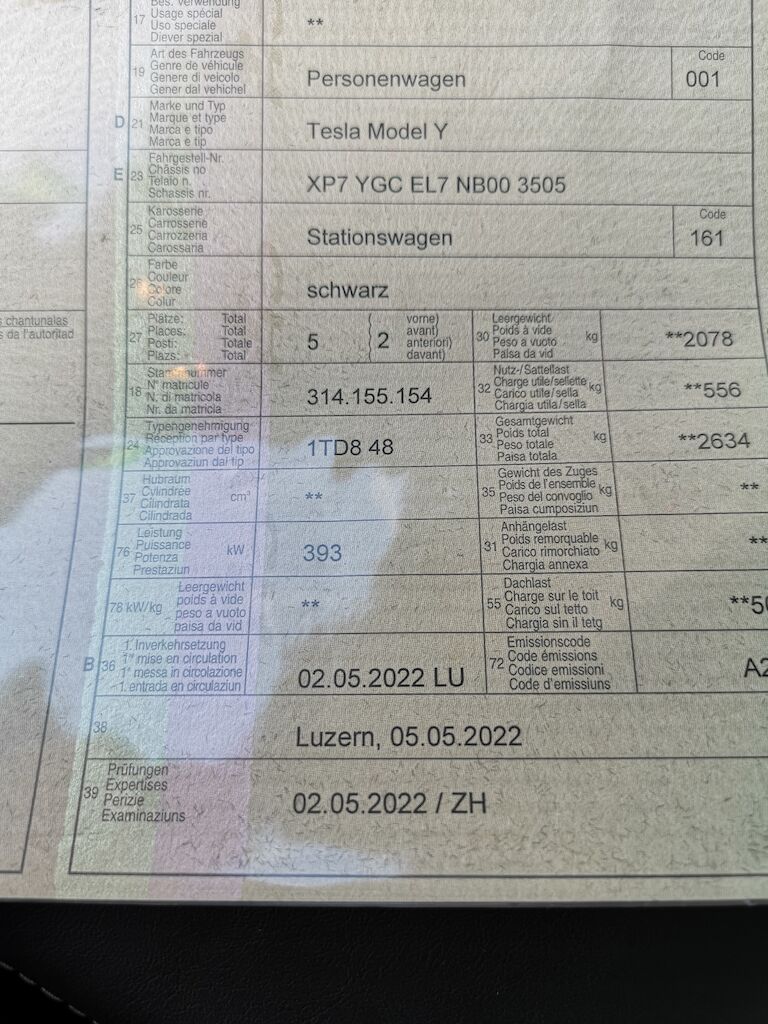 Bes. Verwendung
17 Usage spécial
Uso speciale
Diever spezial
**
19 Art des Fahrzeugs
Genre de véhicule
Genere di veicolo
Gener dal vehichel
Personenwagen
Code
001
D 21 Marke und Typ
Marque et type
Marca e tipo
Marca e tip
Tesla Model Y
E 23 Fahrgestell-Nr.
Châssis no
Telaio n.
Schassis nr.
XP7 YGC EL7 NB00 3505
25 Karosserie
Carrosserie
Carrozzeria
Carossaria
Stationswagen
Code
161
26 Farbe
Couleur
Colore
Colur
schwarz
s chantunalas
s da l'autoritad
27 Plätze: Total
Places: Total
Posti: Totale
Plazs: Total
5 ( 2 vorne)
avant)
anteriori)
davant)
30 Leergewicht
Poids à vide
Peso a vuoto
Paisa da vid
kg
**2078
18 Stammnummer
N° matricule
N. di matricola
Nr. da matricla
314.155.154
32 Nutz-/Sattellast
Charge utile/sellette
Carico utile/sella
Chargia utila/sella
kg
**556
24 Typengenehmigung
Réception par type
Approvazione del tipo
Approvaziun dal tip
1TD8 48
33 Gesamtgewicht
Poids total
Peso totale
Paisa totala
kg
**2634
37 Hubraum
Cylindrée
Cilindrata
Cilindrada
cm³
**
35 Gewicht des Zuges
Poids de l'ensemble
Peso del convoglio
Paisa cumposiziun
kg
**
76 Leistung
Puissance
Potenza
Prestaziun
kW
393
31 Anhängelast
Poids remorquable
Carico rimorchiato
Chargia annexa
kg
**
78 kW/kg Leergewicht
poids à vide
peso a vuoto
paisa da vid
**
55 Dachlast
Charge sur le toit
Carico sul tetto
Chargia sin il tetg
kg
**50
B 36 1. Inverkehrsetzung
1re mise en circulation
1a messa in circolazione
1. entrada en circulaziun
02.05.2022 LU
72 Emissionscode
Code émissions
Codice emissioni
Code d'emissiuns
A2
38
Luzern, 05.05.2022
39 Prüfungen
Expertises
Perizie
Examinaziuns
02.05.2022 / ZH